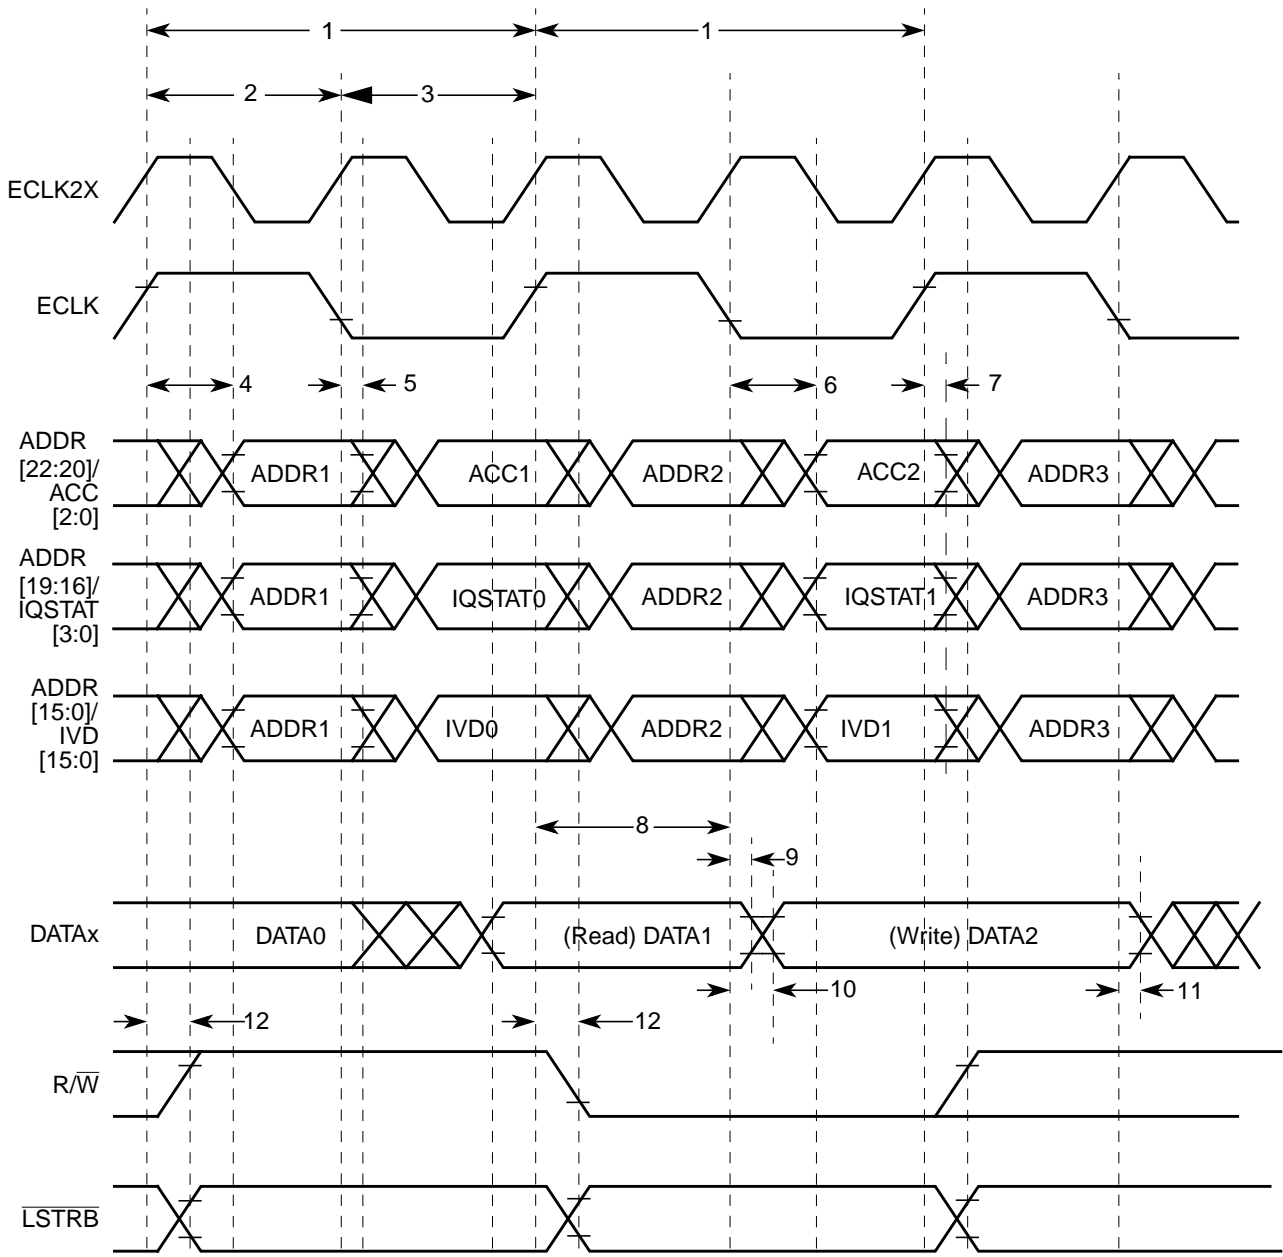 1 1
2 3
ECLK2X
ECLK
4 5 6 7
ADDR
[22:20]/
ACC
[2:0]
ADDR1 ACC1 ADDR2 ACC2 ADDR3
ADDR
[19:16]/
IQSTAT
[3:0]
ADDR1 IQSTAT0 ADDR2 IQSTAT1 ADDR3
ADDR
[15:0]/
IVD
[15:0]
ADDR1 IVD0 ADDR2 IVD1 ADDR3
8
9
DATAx DATA0 (Read) DATA1 (Write) DATA2
10 11
12 12
R/W̅
L̅S̅T̅R̅B̅